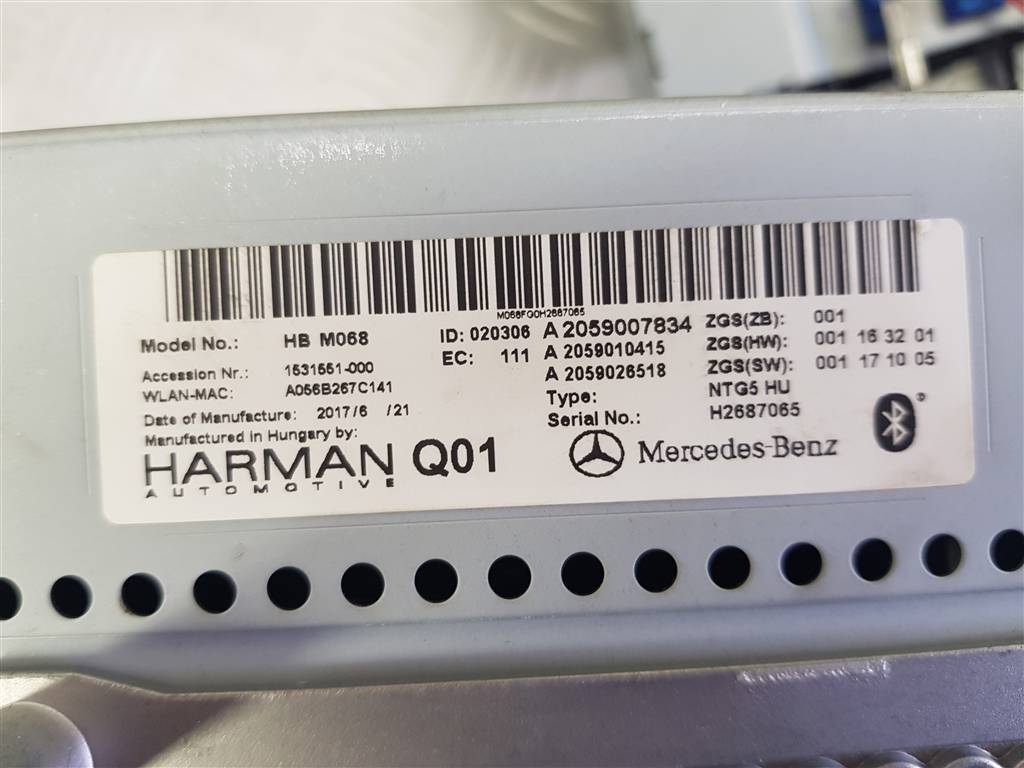 M068FG0H2687065
Model No.: HB M068 ID: 020306 A 2059007834 ZGS(ZB): 001
EC: 111 A 2059010415 ZGS(HW): 001 16 32 01
Accession Nr.: 1531551-000 A 2059026518 ZGS(SW): 001 17 10 05
WLAN-MAC: A056B267C141 Type: NTG5 HU
Date of Manufacture: 2017/6 /21 Serial No.: H2687065
Manufactured in Hungary by:
HARMAN Q01 Mercedes-Benz
AUTOMOTIVE